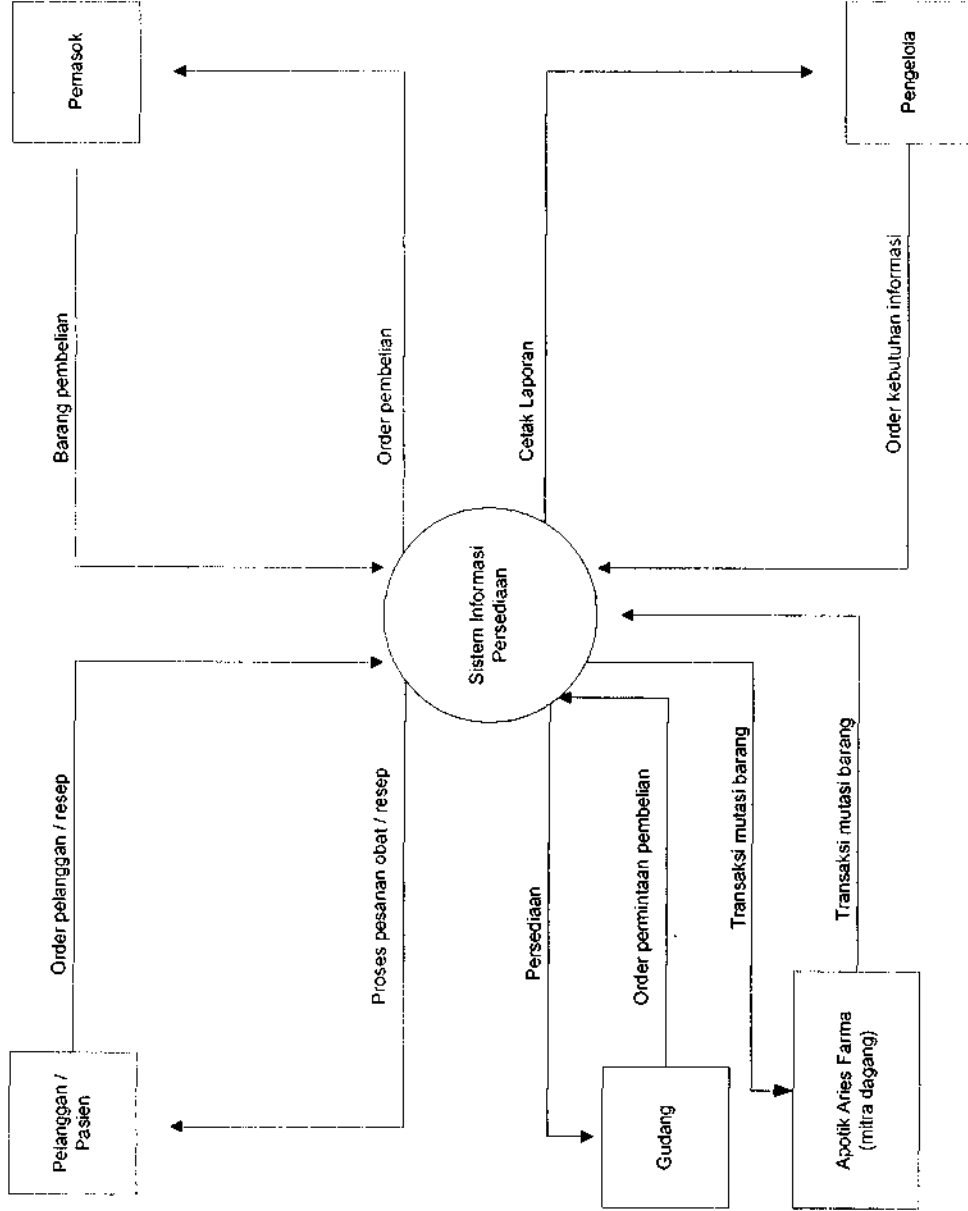 Pelanggan /
Pasien
Order pelanggan / resep
Barang pembelian
Pemasok
Proses pesanan obat / resep
Order pembelian
Sistem Informasi
Persediaan
Persediaan
Cetak Laporan
Gudang
Order permintaan pembelian
Transaksi mutasi barang
Apotik Aries Farma
(mitra dagang)
Transaksi mutasi barang
Order kebutuhan informasi
Pengelola